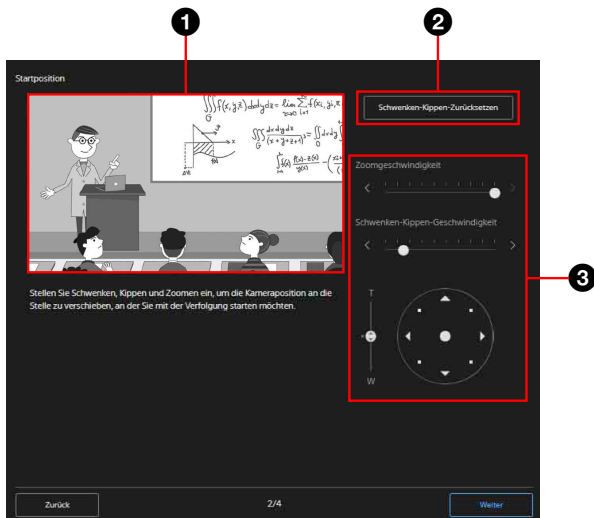 1
2
Startposition
Schwenken-Kippen-Zurücksetzen
Zoomgeschwindigkeit
Schwenken-Kippen-Geschwindigkeit
3
T
W
Stellen Sie Schwenken, Kippen und Zoomen ein, um die Kameraposition an die
Stelle zu verschieben, an der Sie mit der Verfolgung starten möchten.
Zurück
2/4
Weiter